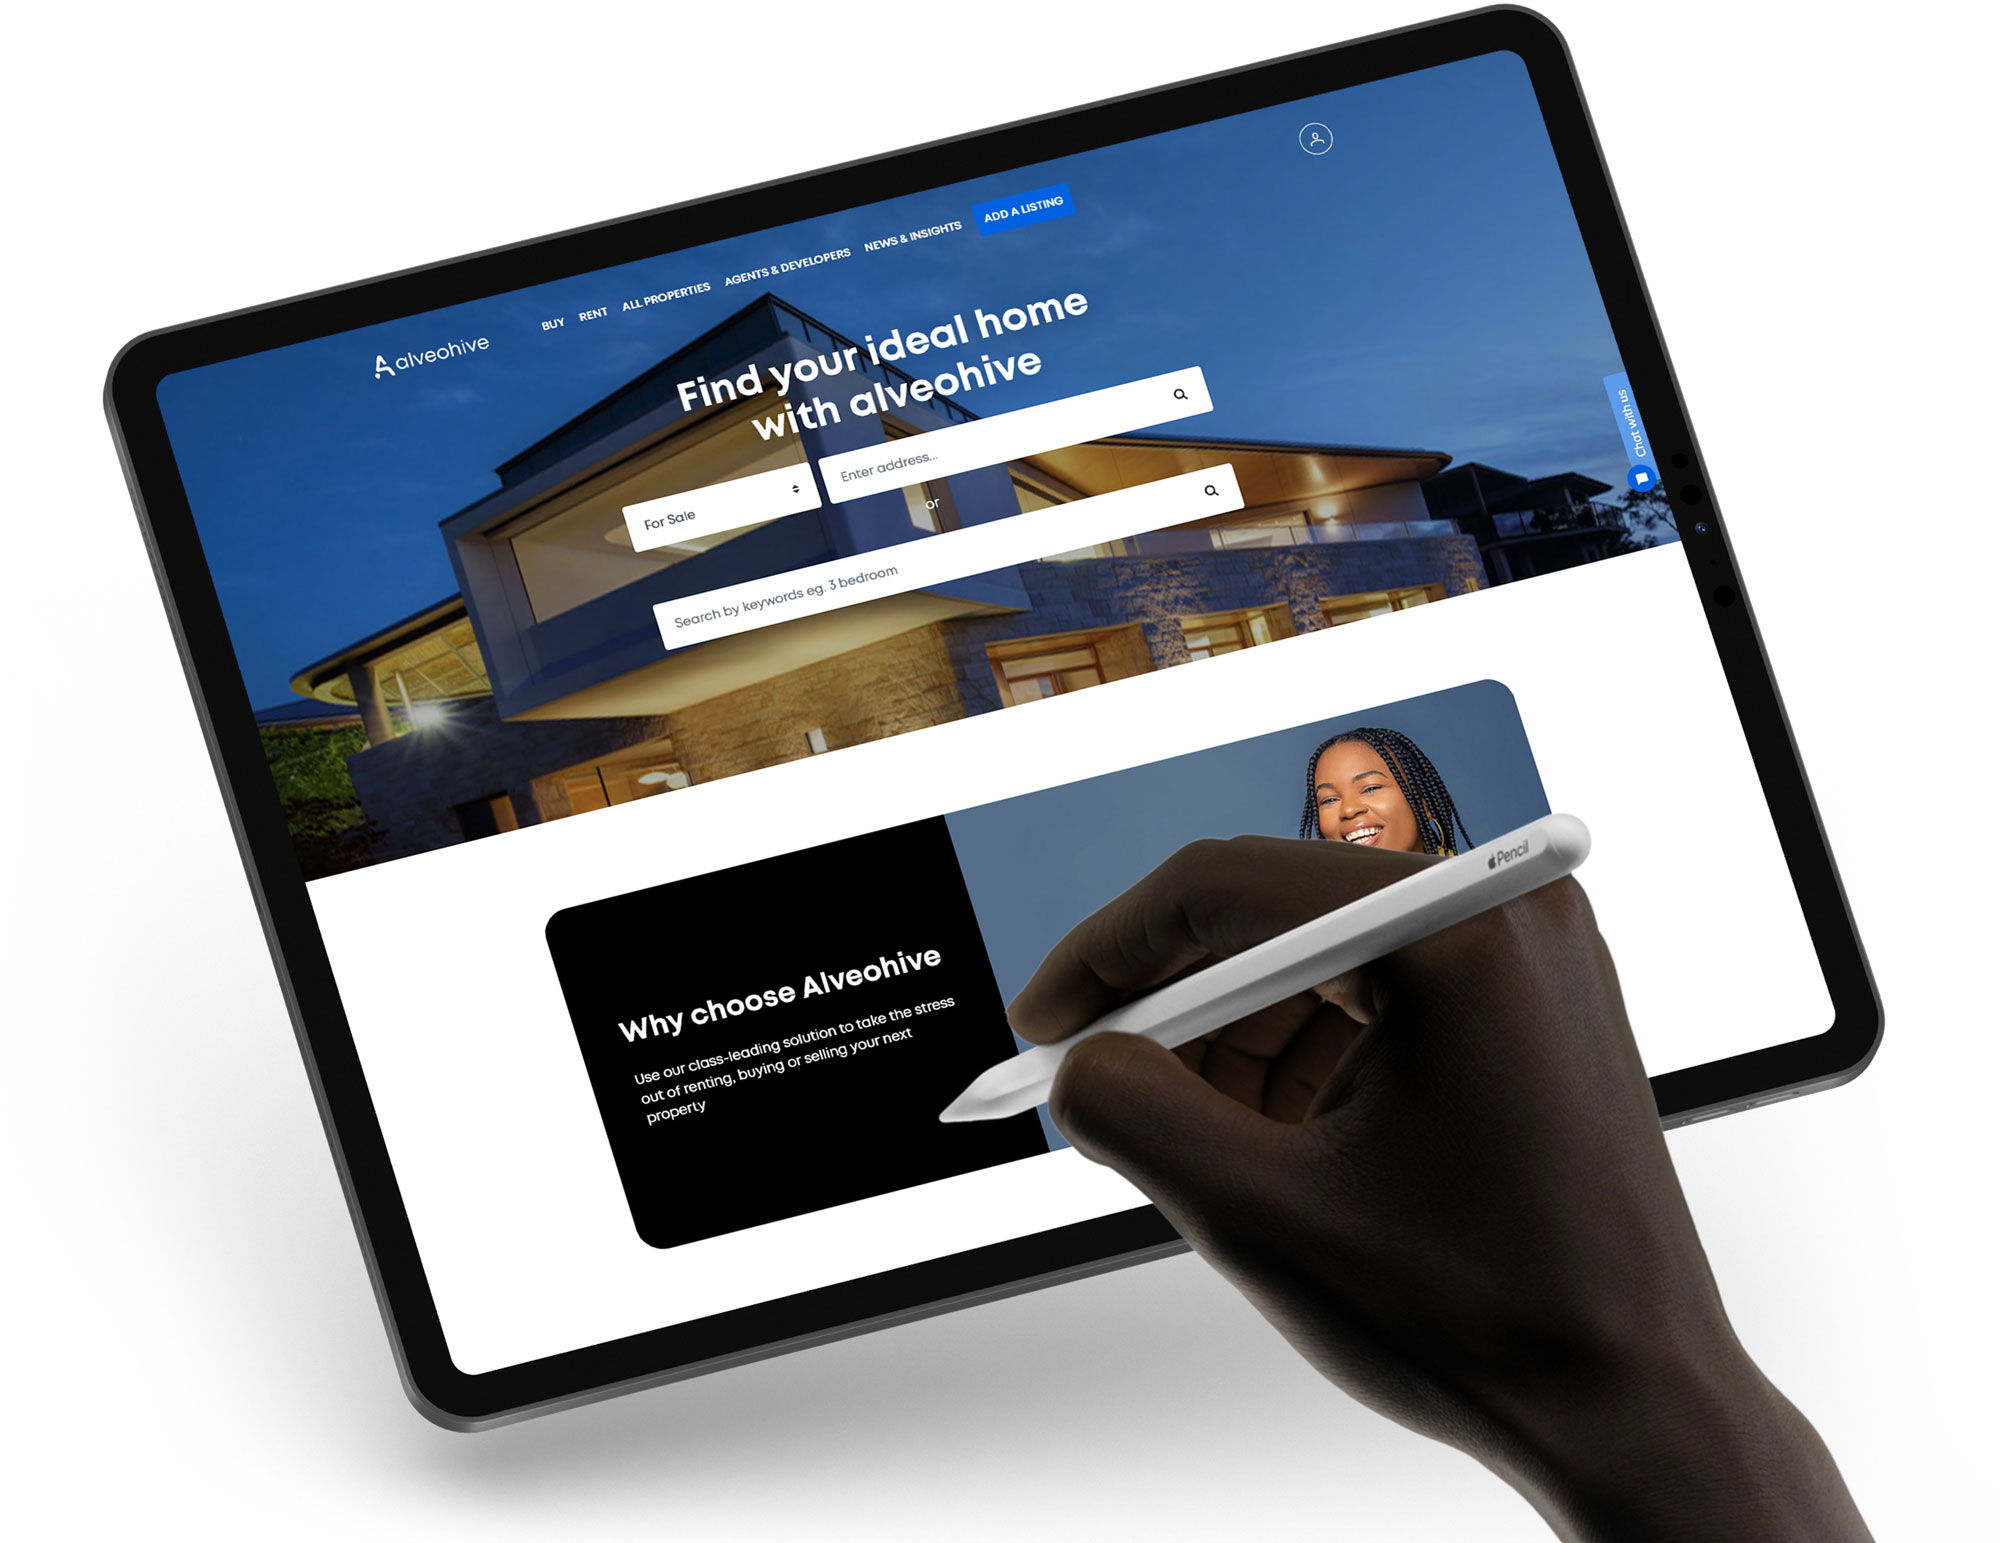 alveohive
BUY RENT ALL PROPERTIES AGENTS & DEVELOPERS NEWS & INSIGHTS ADD A LISTING
Find your ideal home
with alveohive
For Sale
Enter address...
or
Search by keywords eg. 3 bedroom
Chat with us
Why choose Alveohive
Use our class-leading solution to take the stress
out of renting, buying or selling your next
property
Pencil